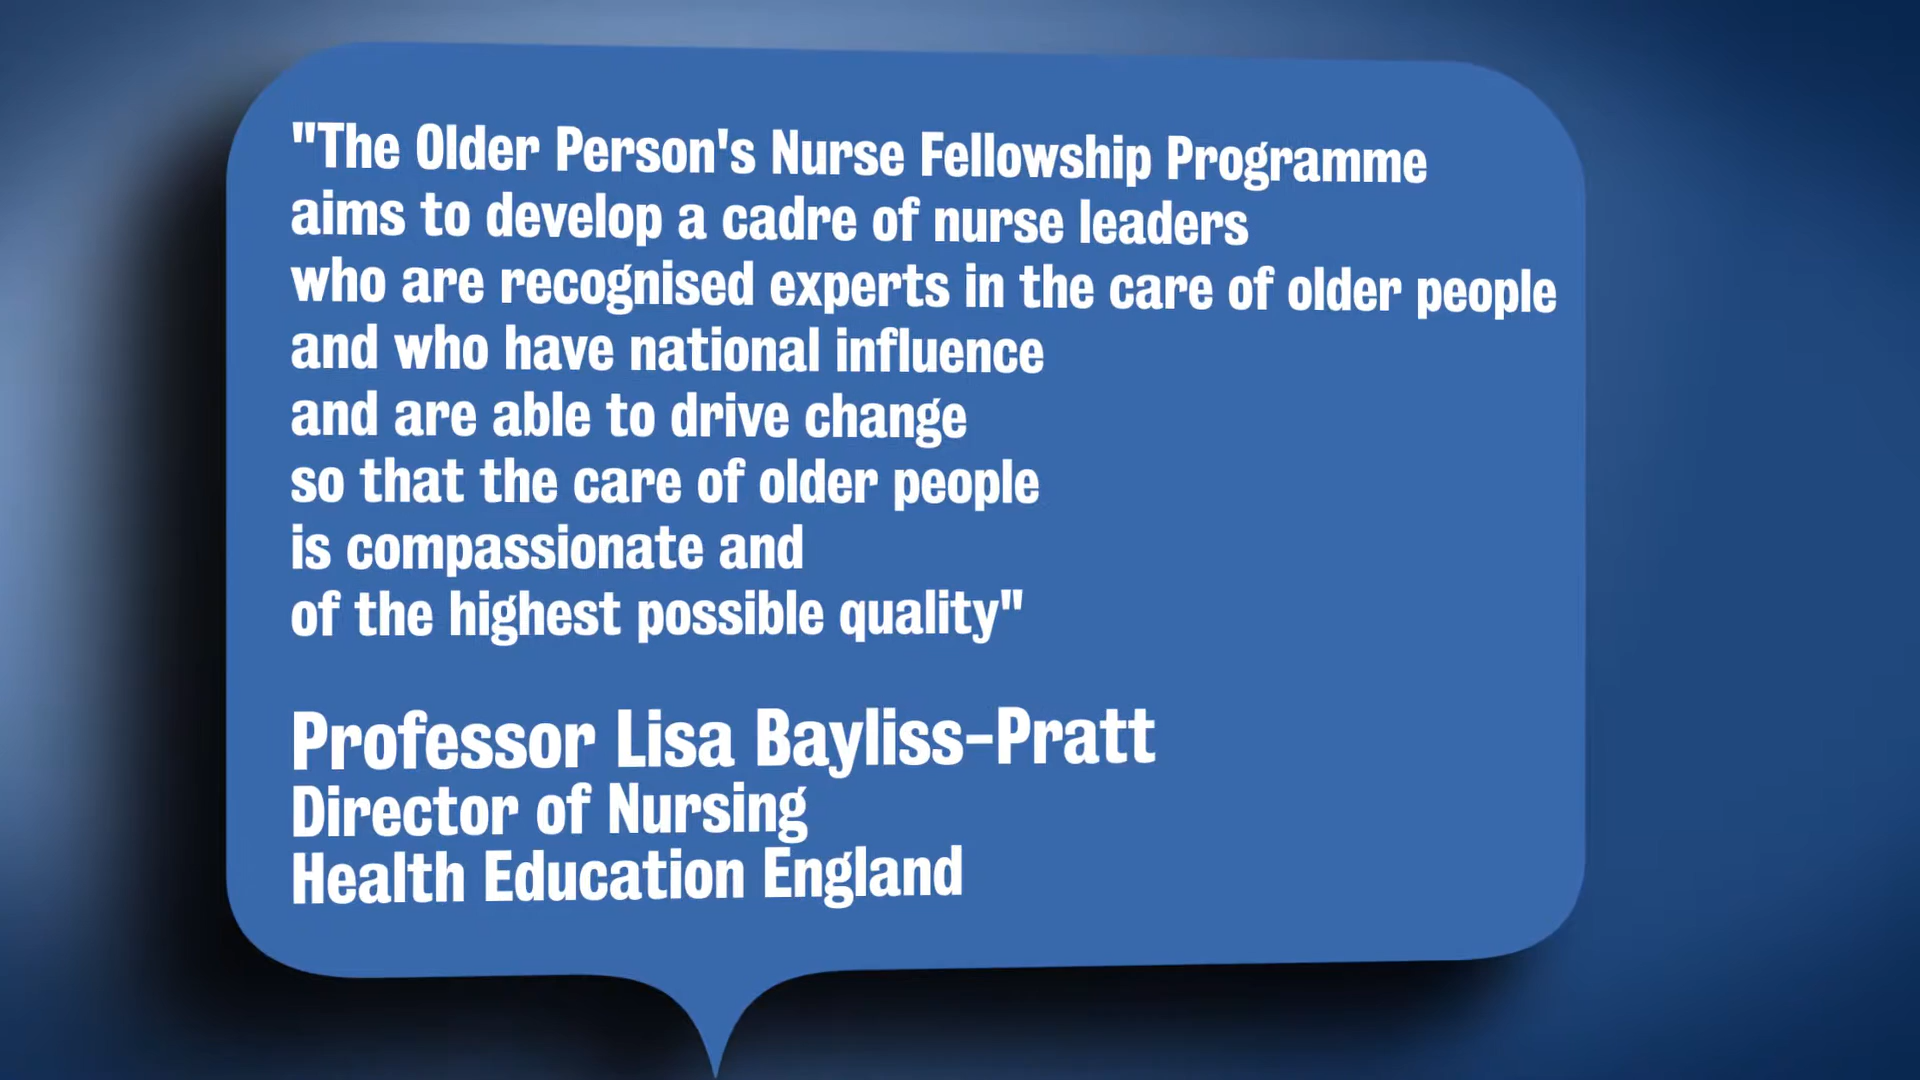 "The Older Person's Nurse Fellowship Programme
aims to develop a cadre of nurse leaders
who are recognised experts in the care of older people
and who have national influence
and are able to drive change
so that the care of older people
is compassionate and
of the highest possible quality"
Professor Lisa Bayliss-Pratt
Director of Nursing
Health Education England